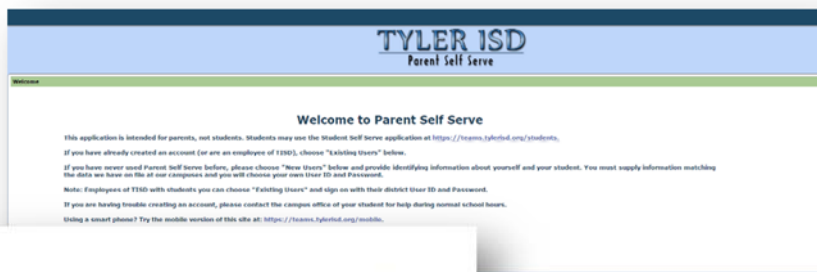 TYLER ISD
Parent Self Serve
Welcome
Welcome to Parent Self Serve
This application is intended for parents, not students. Students may use the Student Self Serve application at https://teams.tylerisd.org/students.
If you have already created an account (or are an employee of TISD), choose "Existing Users" below.
If you have never used Parent Self Serve before, please choose "New Users" below and provide identifying information about yourself and your student. You must supply information matching
the data we have on file at our campuses and you will choose your own User ID and Password.
Note: Employees of TISD with students you can choose "Existing Users" and sign on with their district User ID and Password.
If you are having trouble creating an account, please contact the campus office of your student for help during normal school hours.
Using a smart phone? Try the mobile version of this site at: https://teams.tylerisd.org/mobile.